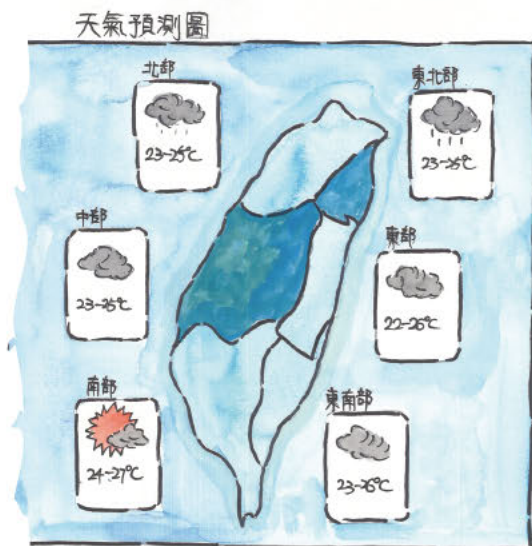 天氣預測圖
北部
23-25℃
東北部
23-25℃
中部
23-25℃
東部
22-26℃
南部
24-27℃
東南部
23-26℃